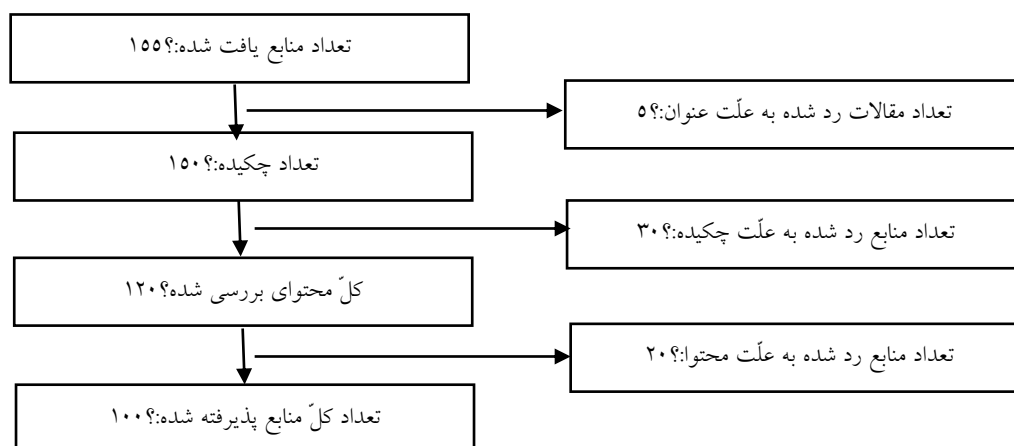 تعداد منابع یافت شده:؟۱۵۵
تعداد مقالات رد شده به علّت عنوان:؟۵
تعداد چکیده:؟۱۵۰
تعداد منابع رد شده به علّت چکیده:؟۳۰
کلّ محتوای بررسی شده؟۱۲۰
تعداد منابع رد شده به علّت محتوا:؟۲۰
تعداد کلّ منابع پذیرفته شده:؟۱۰۰